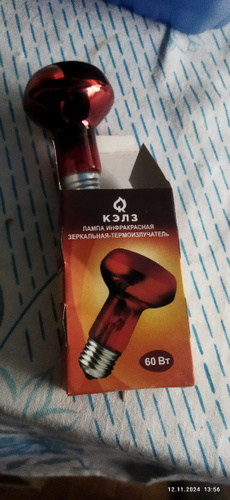 КЭЛЗ
ЛАМПА ИНФРАКРАСНАЯ
ЗЕРКАЛЬНАЯ-ТЕРМОИЗЛУЧАТЕЛЬ
60 Вт
12.11.2024 13:56